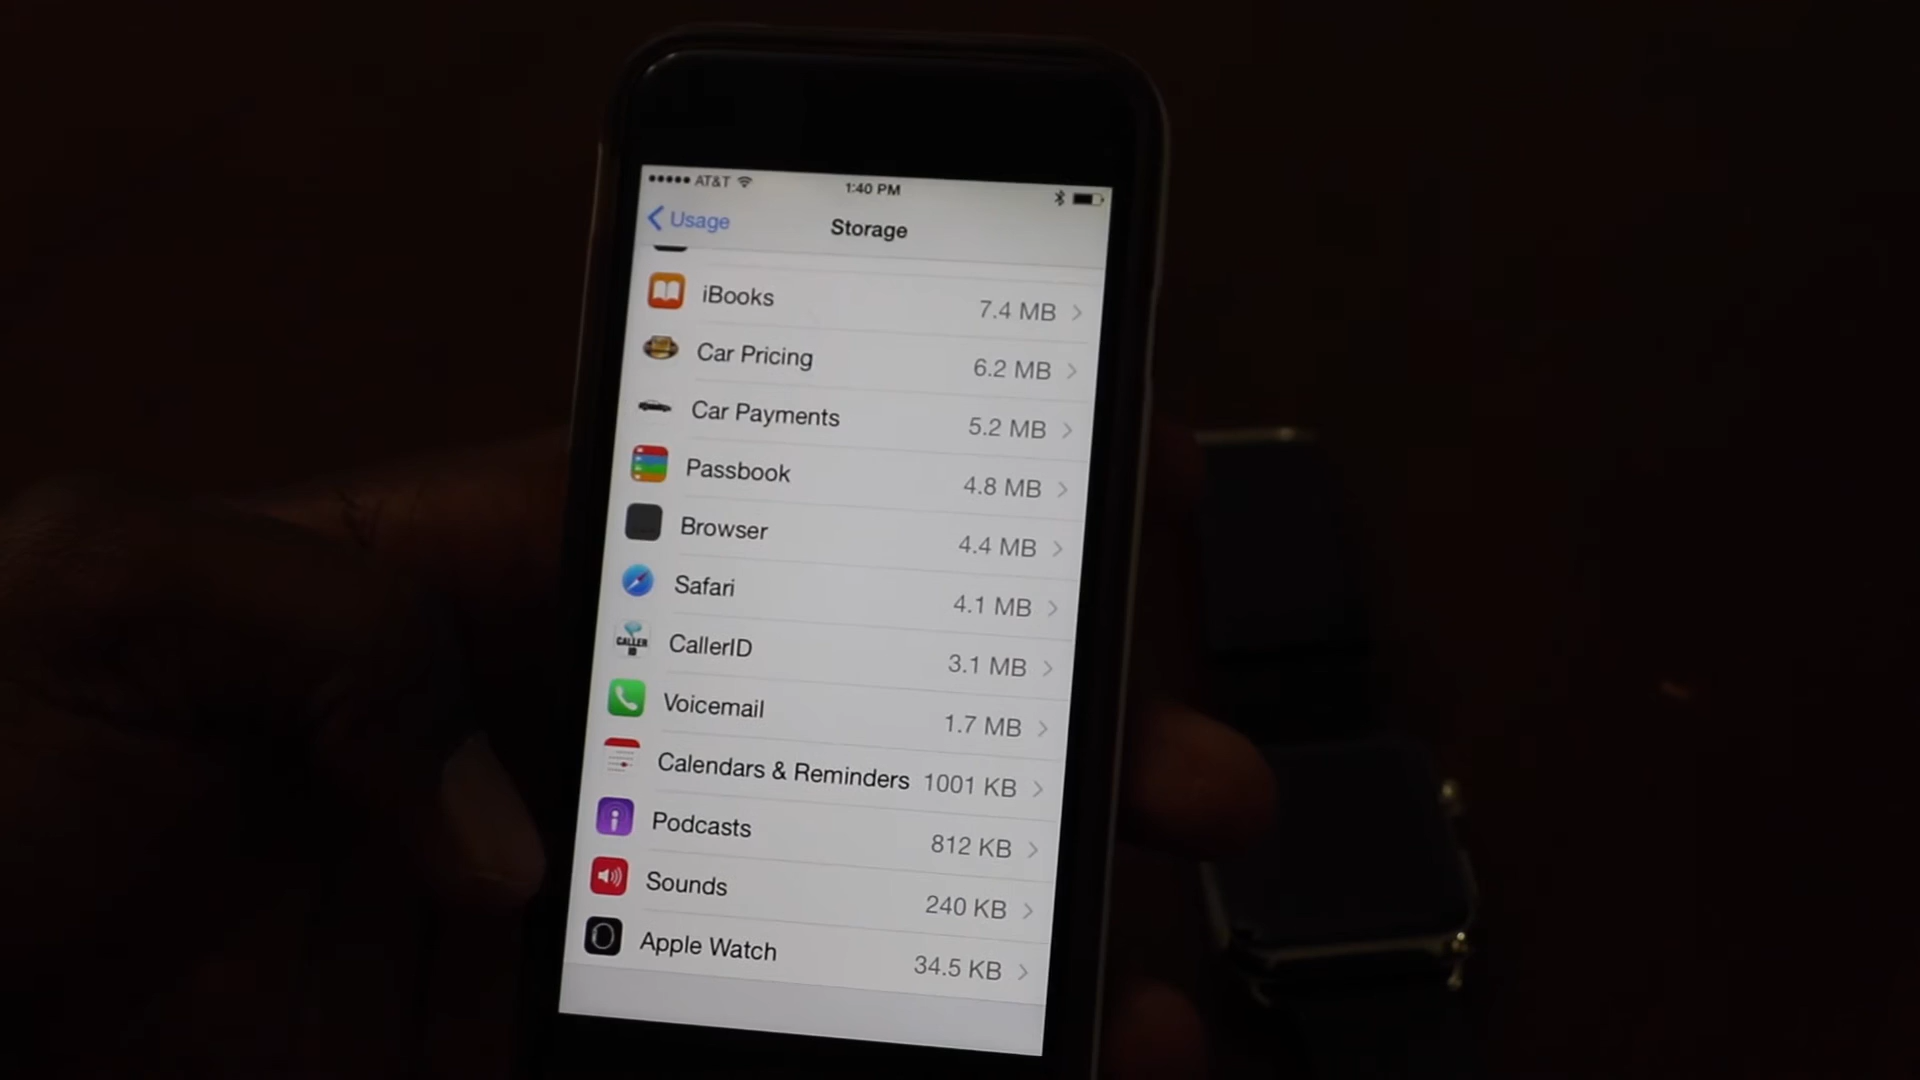 AT&T 1:40 PM
Usage Storage
iBooks 7.4 MB
Car Pricing 6.2 MB
Car Payments 5.2 MB
Passbook 4.8 MB
Browser 4.4 MB
Safari 4.1 MB
CALLER ID CallerID 3.1 MB
Voicemail 1.7 MB
Calendars & Reminders 1001 KB
Podcasts 812 KB
Sounds 240 KB
Apple Watch 34.5 KB